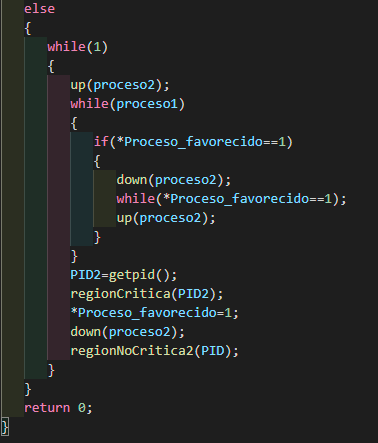 else
{
while(1)
{
up(proceso2);
while(proceso1)
{
if(*Proceso_favorecido==1)
{
down(proceso2);
while(*Proceso_favorecido==1);
up(proceso2);
}
}
PID2=getpid();
regionCritica(PID2);
*Proceso_favorecido=1;
down(proceso2);
regionNoCritica2(PID);
}
}
return 0;
}